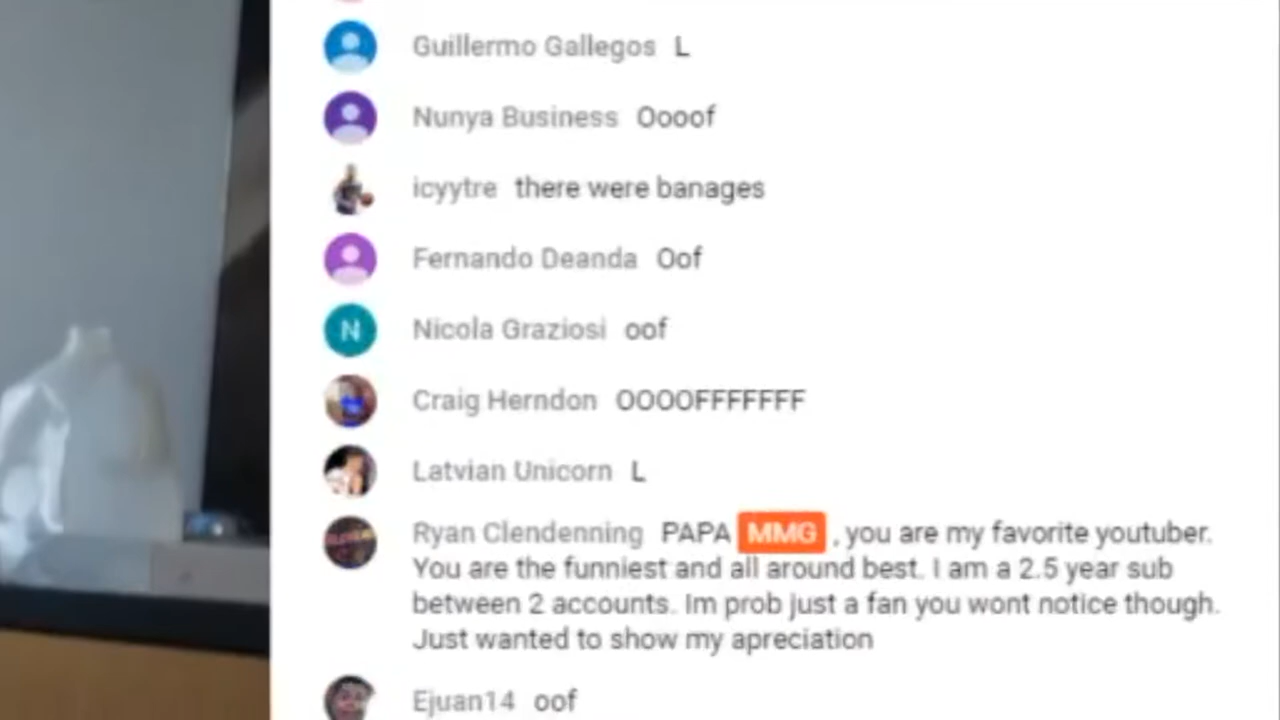 Guillermo Gallegos L
Nunya Business Oooof
icyytre there were banages
Fernando Deanda Oof
N Nicola Graziosi oof
Craig Herndon OOOOFFFFFFF
Latvian Unicorn L
Ryan Clendenning PAPA MMG , you are my favorite youtuber.
You are the funniest and all around best. I am a 2.5 year sub
between 2 accounts. Im prob just a fan you wont notice though.
Just wanted to show my apreciation
Ejuan14 oof